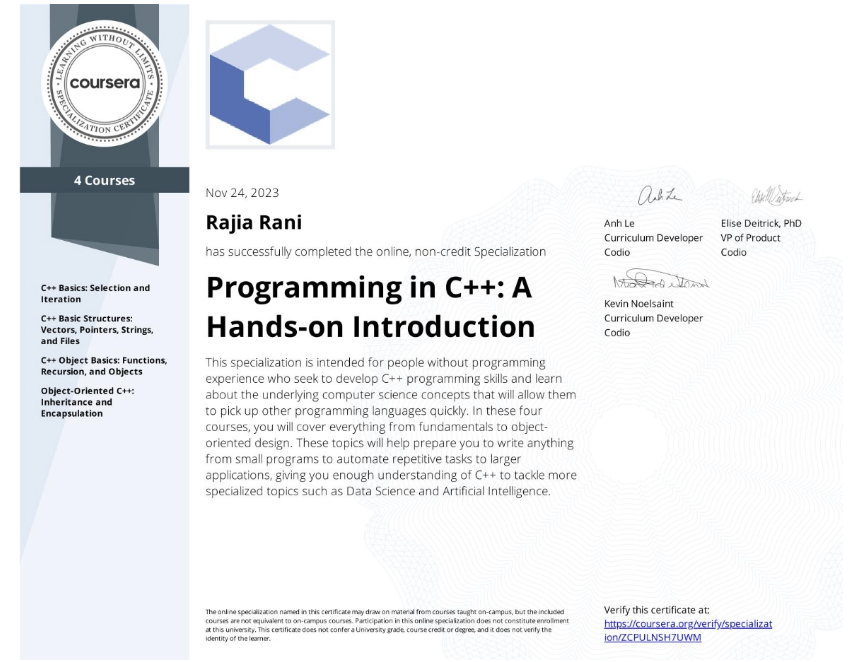 LEARNING WITHOUT LIMITS
coursera
SPECIALIZATION CERTIFICATE
4 Courses
C++ Basics: Selection and
Iteration
C++ Basic Structures:
Vectors, Pointers, Strings,
and Files
C++ Object Basics: Functions,
Recursion, and Objects
Object-Oriented C++:
Inheritance and
Encapsulation
Nov 24, 2023
Rajia Rani
has successfully completed the online, non-credit Specialization
Programming in C++: A
Hands-on Introduction
This specialization is intended for people without programming
experience who seek to develop C++ programming skills and learn
about the underlying computer science concepts that will allow them
to pick up other programming languages quickly. In these four
courses, you will cover everything from fundamentals to object-
oriented design. These topics will help prepare you to write anything
from small programs to automate repetitive tasks to larger
applications, giving you enough understanding of C++ to tackle more
specialized topics such as Data Science and Artificial Intelligence.
Anh Le
Anh Le
Curriculum Developer
Codio
Elise Deitrick, PhD
VP of Product
Codio
Kevin Noelsaint
Curriculum Developer
Codio
The online specialization named in this certificate may draw on material from courses taught on-campus, but the included
courses are not equivalent to on-campus courses. Participation in this online specialization does not constitute enrollment
at this university. This certificate does not confer a University grade, course credit or degree, and it does not verify the
identity of the learner.
Verify this certificate at:
https://coursera.org/verify/specializat
ion/ZCPULNSH7UWM